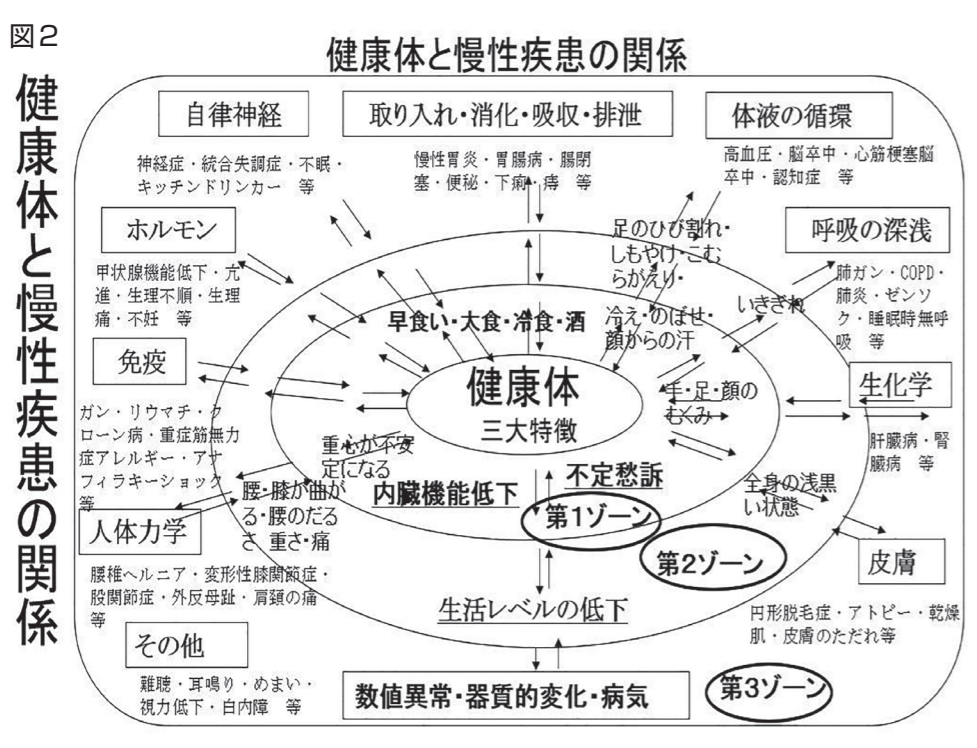 図2
健康体と慢性疾患の関係
健康体と慢性疾患の関係
自律神経
神経症・統合失調症・不眠・
キッチンドリンカー 等
取り入れ・消化・吸収・排泄
慢性胃炎・胃腸病・腸閉
塞・便秘・下痢・痔 等
体液の循環
高血圧・脳卒中・心筋梗塞脳
卒中・認知症 等
ホルモン
甲状腺機能低下・亢
進・生理不順・生理
痛・不妊 等
足のひび割れ・
しもやけ・こむ
らがえり・
呼吸の深浅
肺ガン・COPD・
肺炎・ゼンソ
ク・睡眠時無呼
吸 等
いきぎれ
早食い・大食・冷食・酒
冷え・のぼせ・
顔からの汗
免疫
ガン・リウマチ・ク
ローン病・重症筋無力
症アレルギー・アナ
フィラキーショック
等
健康体
三大特徴
手・足・顔の
むくみ
生化学
肝臓病・腎
臓病 等
重心が不安
定になる
腰・膝が曲が
る・腰のだる
さ 重さ・痛
内臓機能低下
不定愁訴
第1ゾーン
全身の浅黒
い状態
人体力学
腰椎ヘルニア・変形性膝関節症・
股関節症・外反母趾・肩頚の痛
等
第2ゾーン
皮膚
円形脱毛症・アトピー・乾燥
肌・皮膚のただれ等
生活レベルの低下
その他
難聴・耳鳴り・めまい・
視力低下・白内障 等
数値異常・器質的変化・病気
第3ゾーン